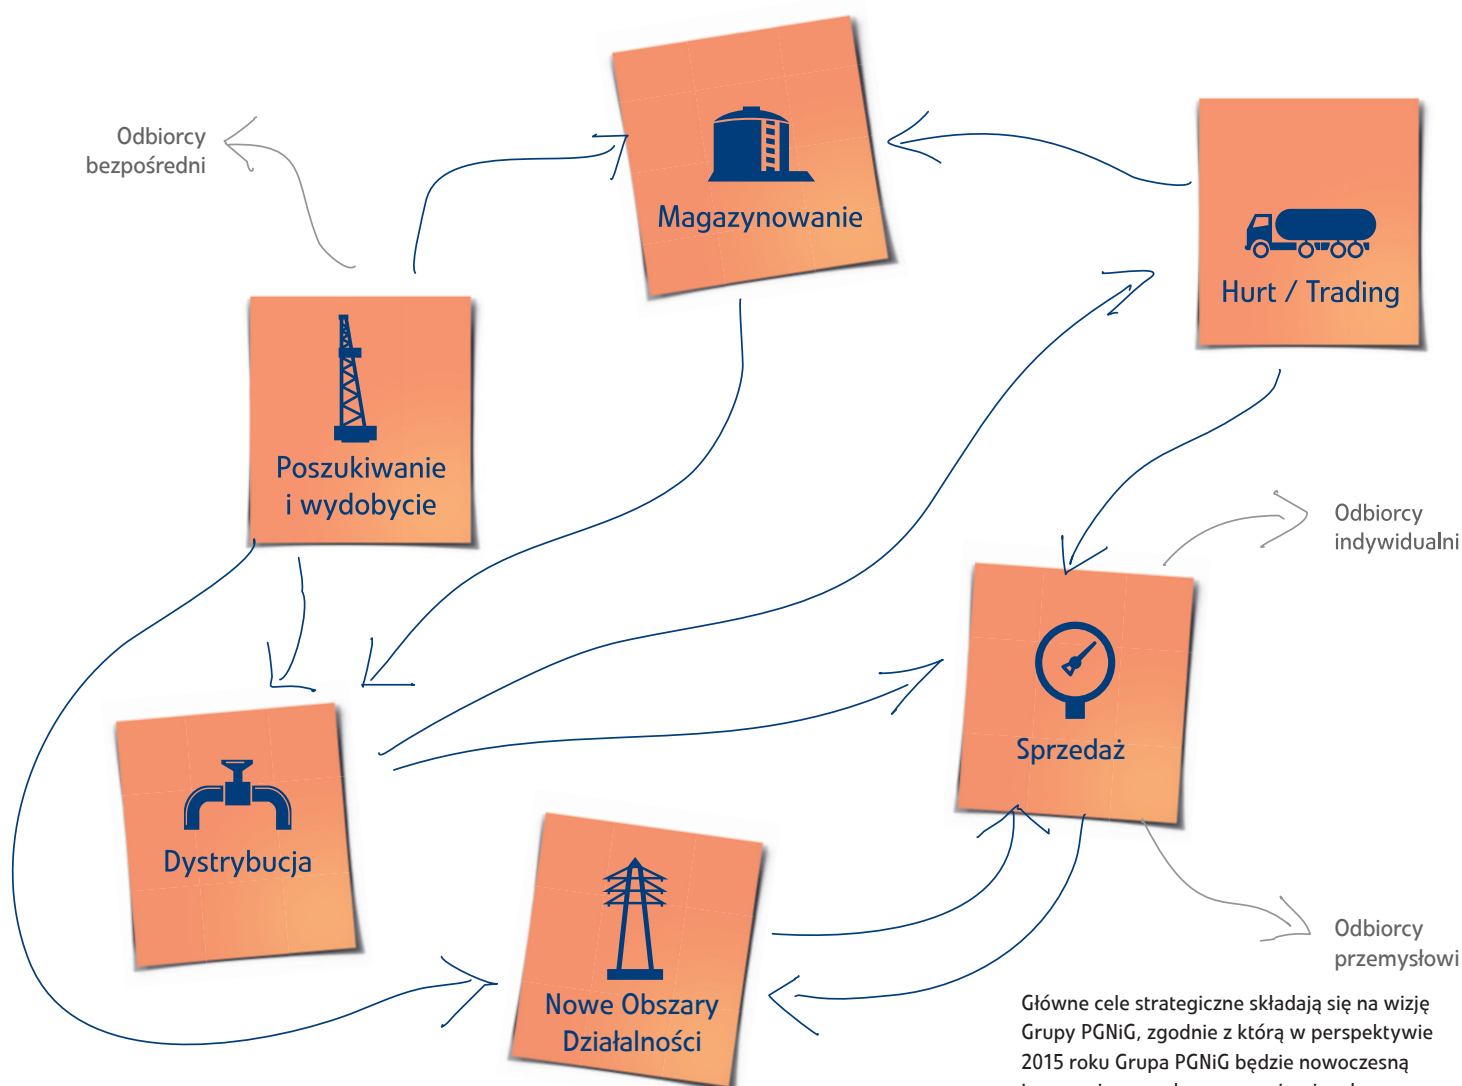 Odbiorcy
bezpośredni
Magazynowanie
Hurt / Trading
Poszukiwanie
i wydobycie
Odbiorcy
indywidualni
Sprzedaż
Dystrybucja
Nowe Obszary
Działalności
Odbiorcy
przemysłowi
Główne cele strategiczne składają się na wizję
Grupy PGNiG, zgodnie z którą w perspektywie
2015 roku Grupa PGNiG będzie nowoczesną